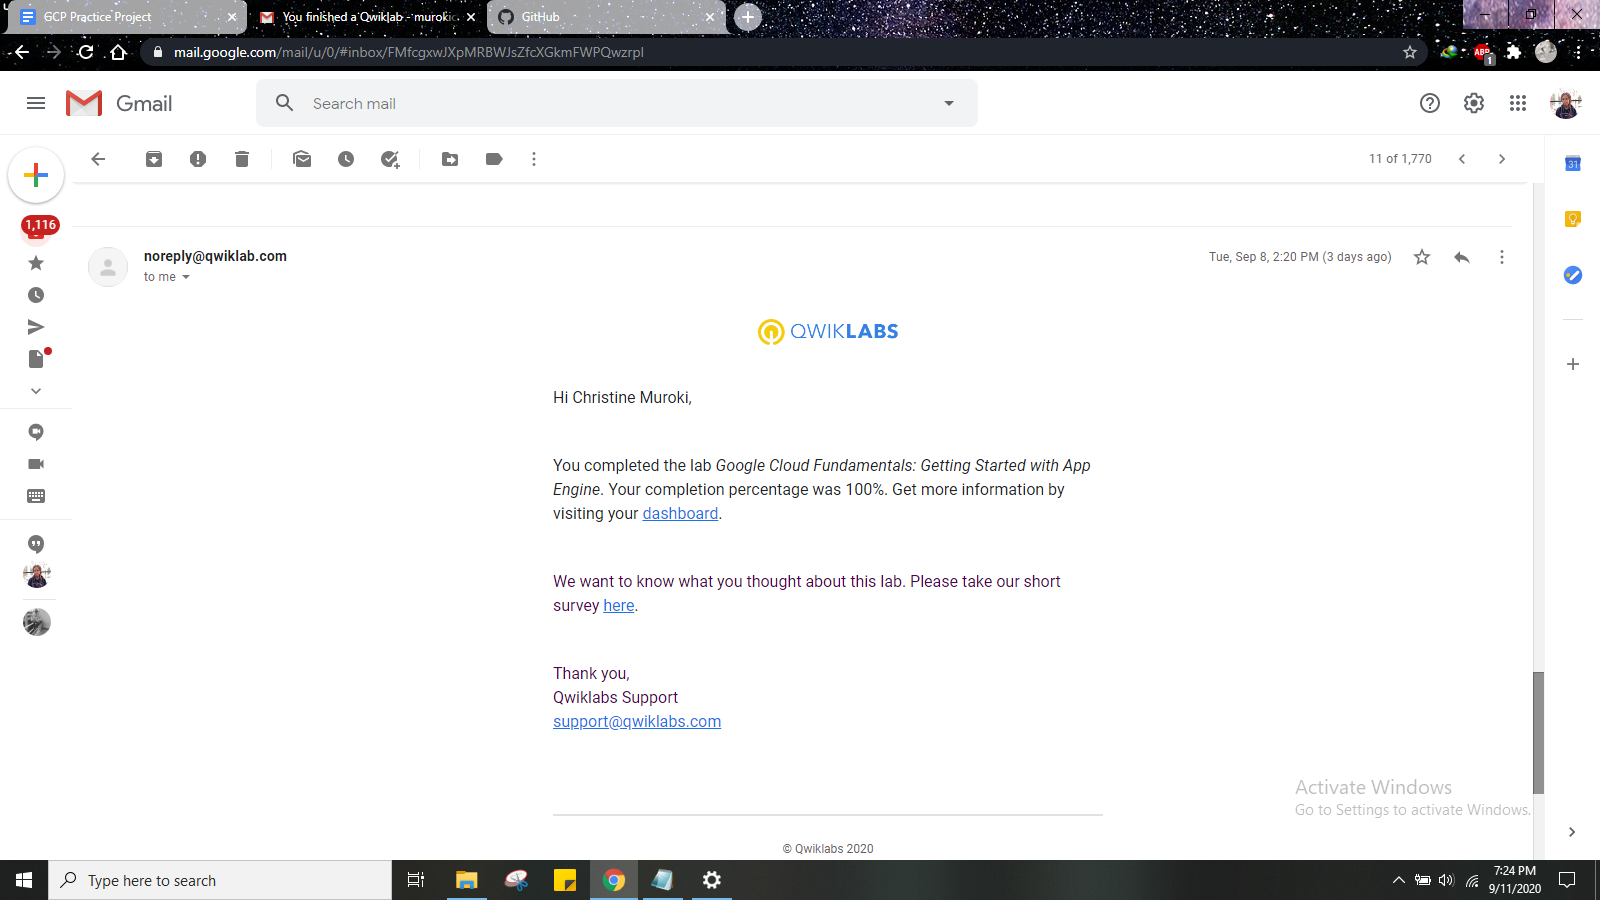 GCP Practice Project
You finished a Qwiklab - muroki
GitHub
mail.google.com/mail/u/0/#inbox/FMfcgxwJXpMRBWJsZfcXGkmFWPQwzrpl
ABP
1
Gmail
Search mail
11 of 1,770
31
1,116
noreply@qwiklab.com
Tue, Sep 8, 2:20 PM (3 days ago)
to me
QWIKLABS
Hi Christine Muroki,
You completed the lab Google Cloud Fundamentals: Getting Started with App
Engine. Your completion percentage was 100%. Get more information by
visiting your dashboard.
We want to know what you thought about this lab. Please take our short
survey here.
Thank you,
Qwiklabs Support
support@qwiklabs.com
Activate Windows
Go to Settings to activate Windows.
© Qwiklabs 2020
Type here to search
7:24 PM
9/11/2020